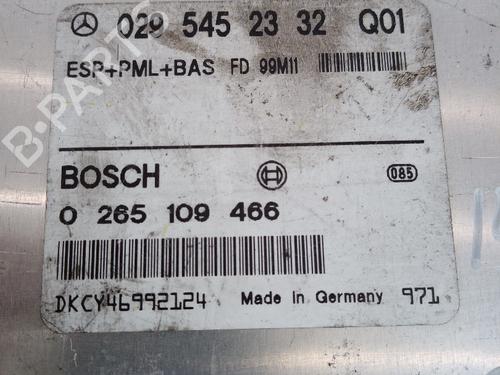 029 545 23 32 Q01
ESP+PML+BAS FD 99M11
BOSCH
085
0 265 109 466
DKCY46992124 Made in Germany 971
B-PARTS